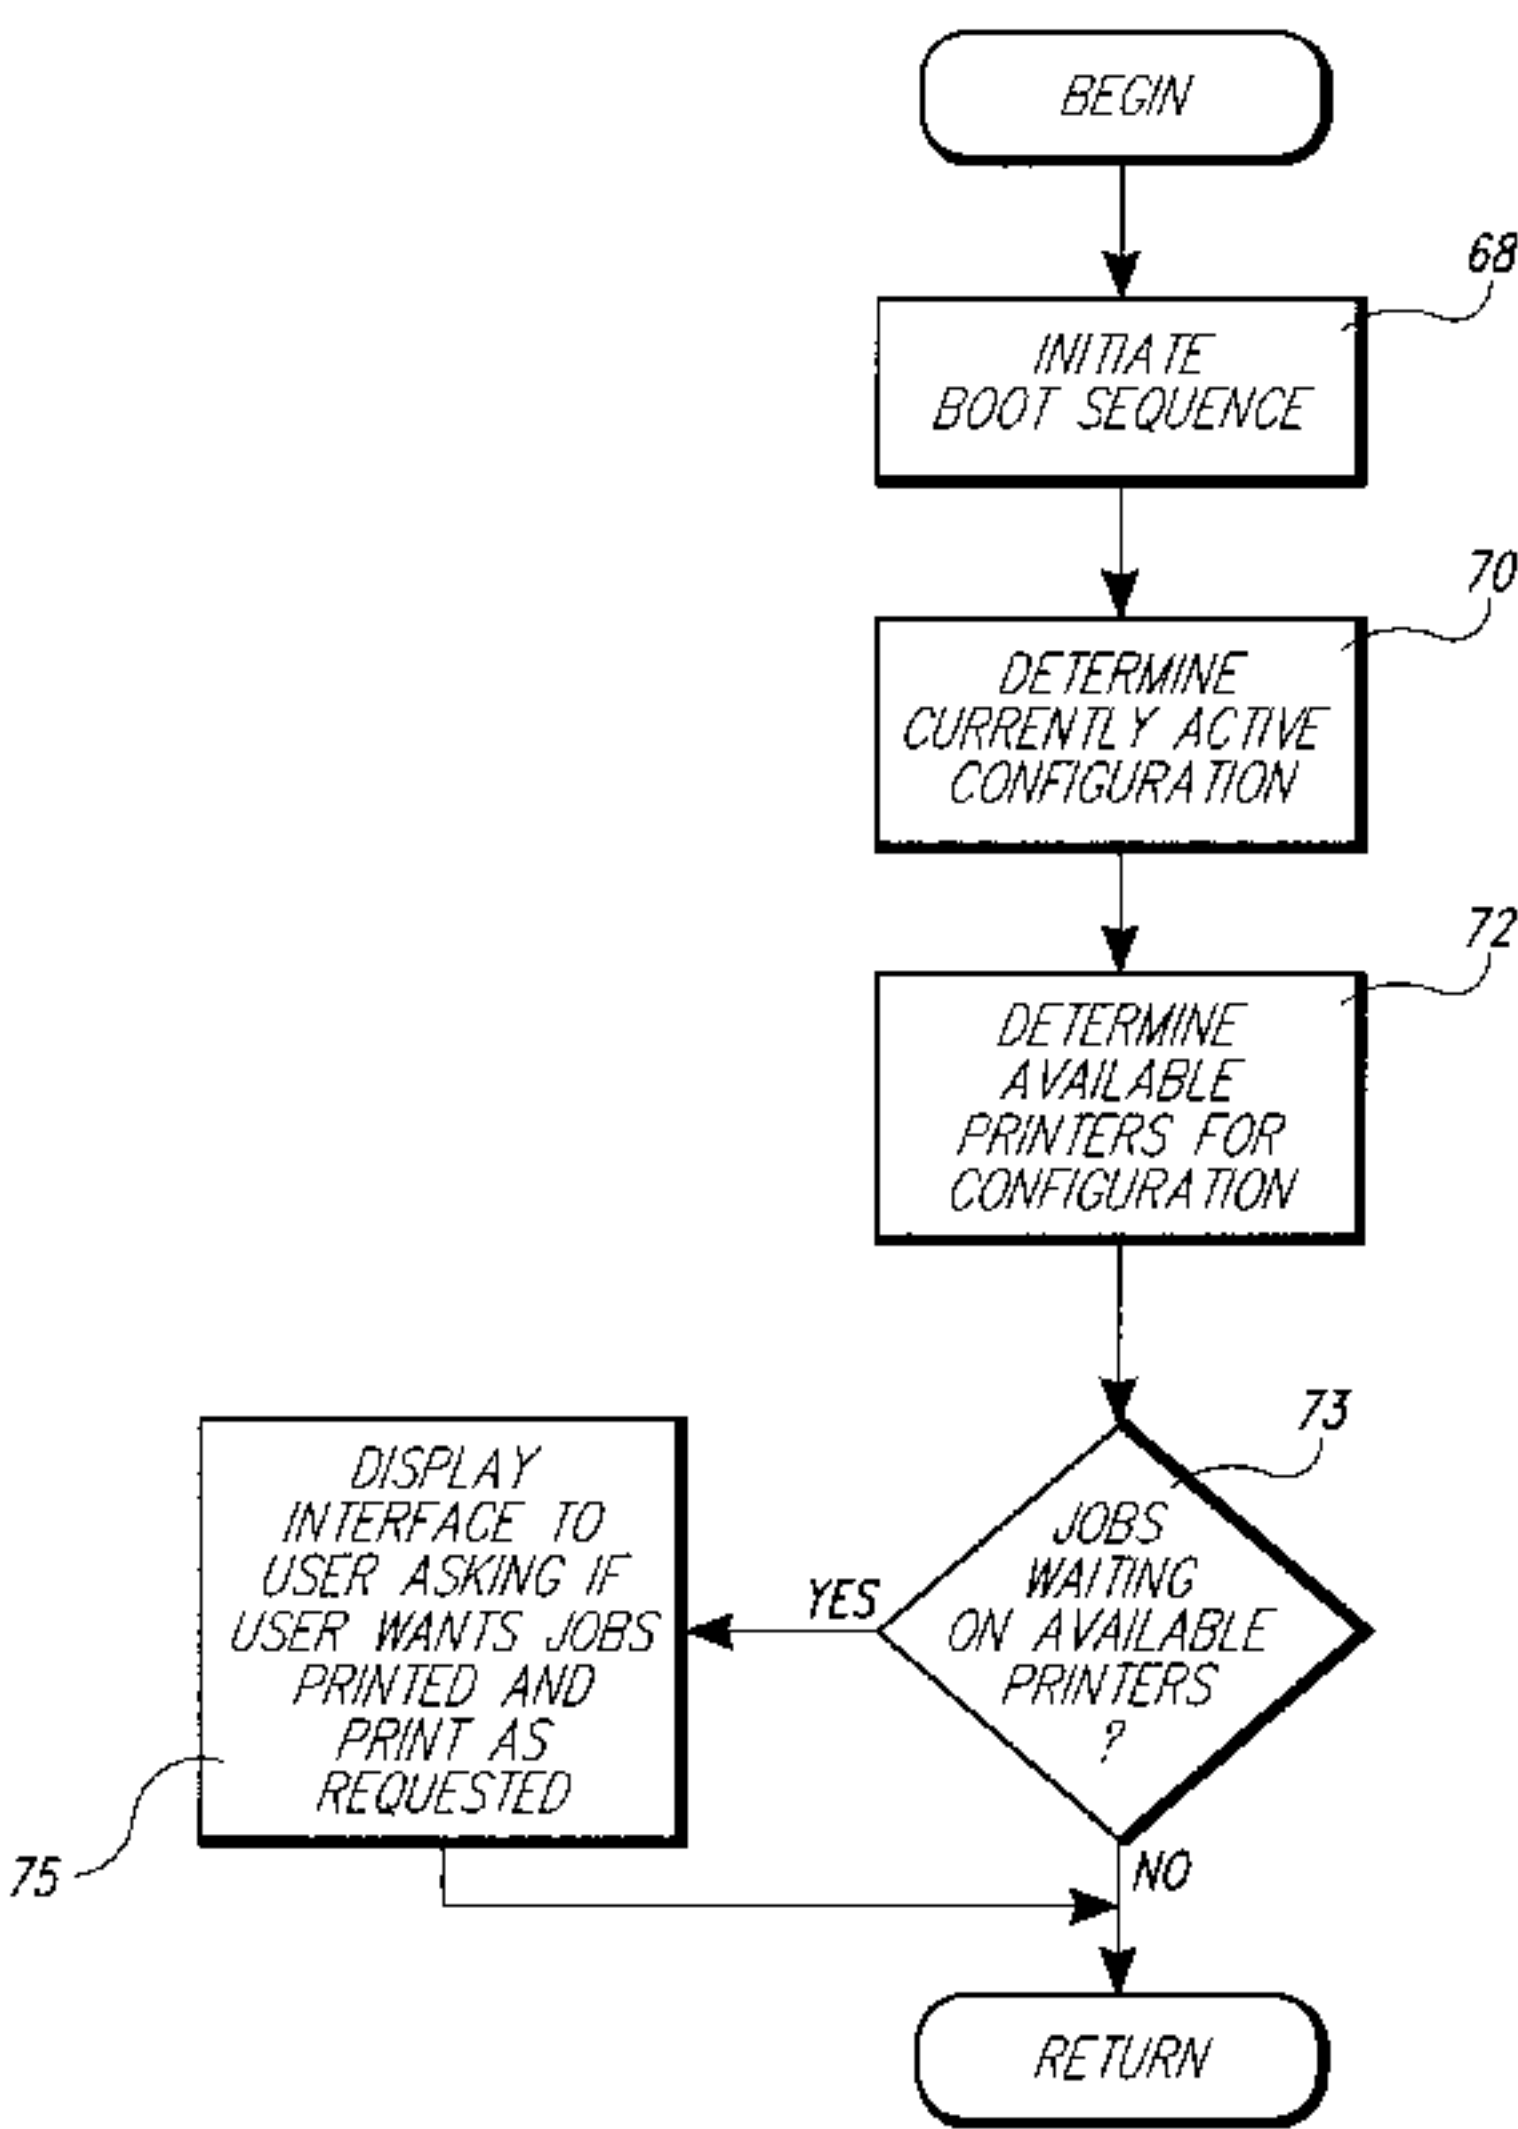 BEGIN
68
INITIATE
BOOT SEQUENCE
70
DETERMINE
CURRENTLY ACTIVE
CONFIGURATION
72
DETERMINE
AVAILABLE
PRINTERS FOR
CONFIGURATION
73
JOBS
WAITING
ON AVAILABLE
PRINTERS
?
YES
DISPLAY
INTERFACE TO
USER ASKING IF
USER WANTS JOBS
PRINTED AND
PRINT AS
REQUESTED
75
NO
RETURN